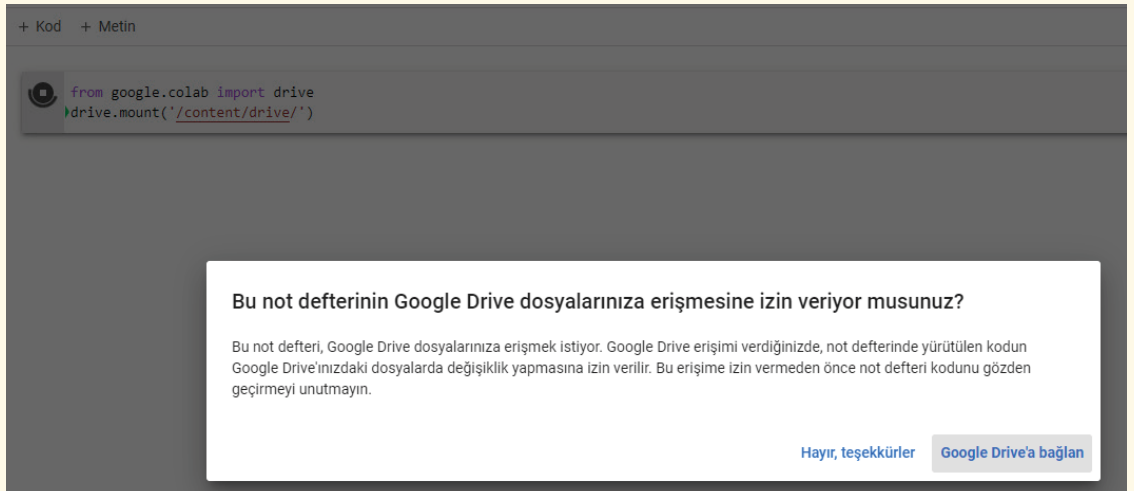 + Kod + Metin
from google.colab import drive
drive.mount('/content/drive/')
Bu not defterinin Google Drive dosyalarınıza erişmesine izin veriyor musunuz?
Bu not defteri, Google Drive dosyalarınıza erişmek istiyor. Google Drive erişimi verdiğinizde, not defterinde yürütülen kodun
Google Drive'ınızdaki dosyalarda değişiklik yapmasına izin verilir. Bu erişime izin vermeden önce not defteri kodunu gözden
geçirmeyi unutmayın.
Hayır, teşekkürler Google Drive'a bağlan